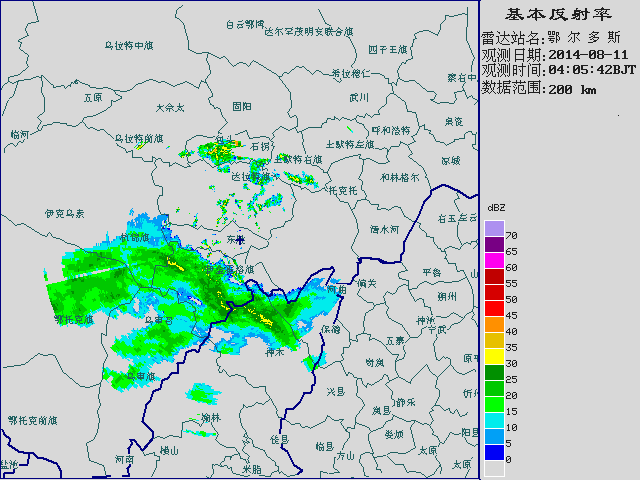 基本反射率
雷达站名:鄂 尔 多 斯
观测日期:2014-08-11
观测时间:04:05:42BJT
数据范围:200 km
白云鄂博
达尔罕茂明安联合旗
乌拉特中旗
四子王旗
希拉穆仁
察右中
五原
大佘太
固阳
武川
临河
乌拉特前旗
包头
石拐
呼和浩特
卓资
土默特左旗
土默特右旗
凉城
达拉特旗
托克托
和林格尔
伊克乌素
右玉
左云
杭锦旗
东胜
清水河
平鲁
山
伊金霍洛旗
偏关
朔州
鄂托克旗
乌审召
河曲
神池
宁武
保德
五寨
神木
岢岚
原平
乌审旗
兴县
忻州
岚县
静乐
鄂托克前旗
榆林
佳县
娄烦
阳曲
临县
太原
盐池
河南
横山
方山
米脂
太原
dBZ
70
65
60
55
50
45
40
35
30
25
20
15
10
5
0